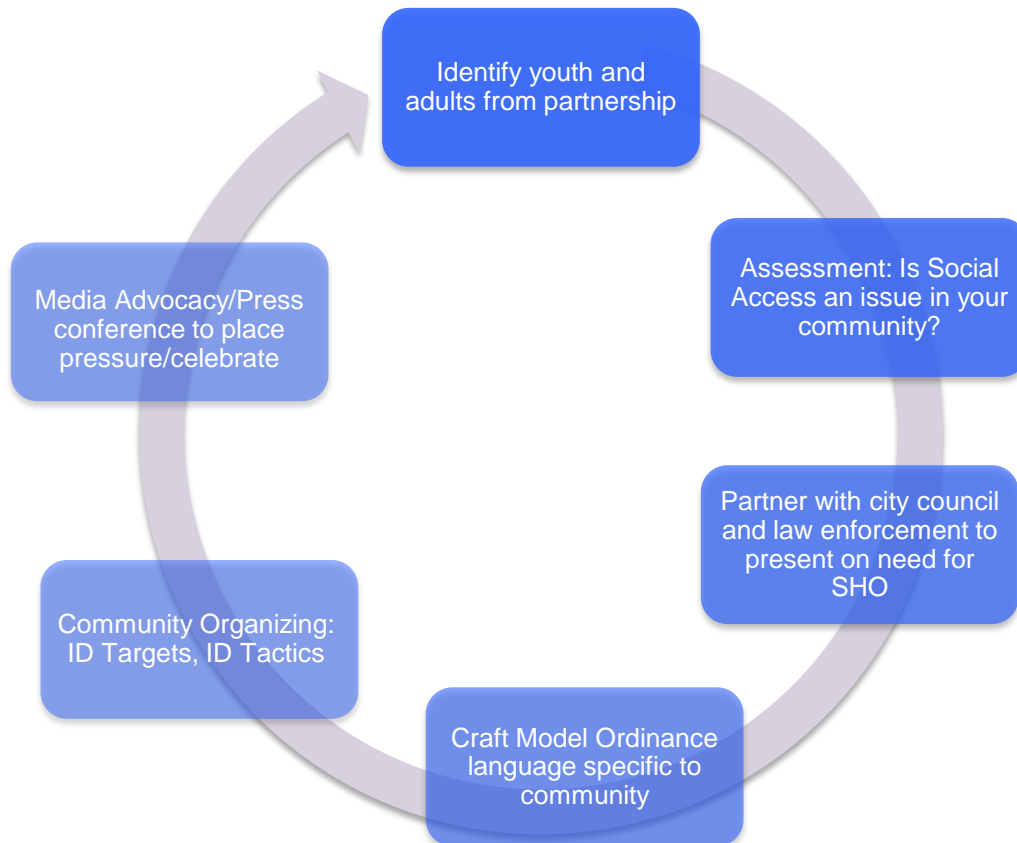 Identify youth and
adults from partnership
Assessment: Is Social
Access an issue in your
community?
Partner with city council
and law enforcement to
present on need for
SHO
Craft Model Ordinance
language specific to
community
Community Organizing:
ID Targets, ID Tactics
Media Advocacy/Press
conference to place
pressure/celebrate